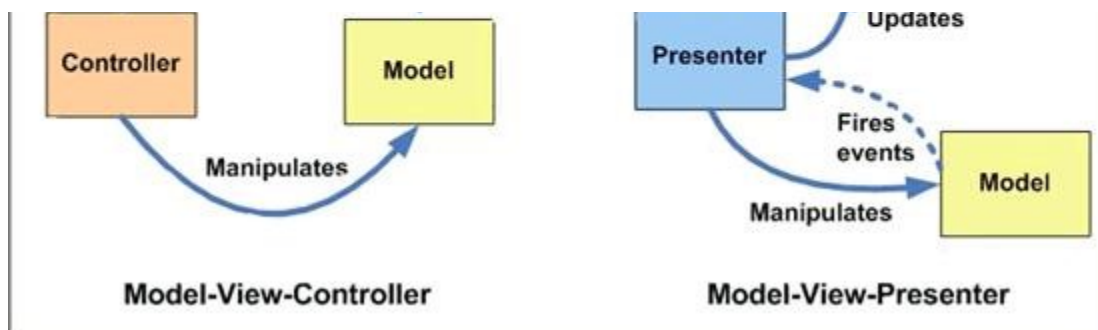 Updates
Controller
Model
Presenter
Fires
events
Manipulates
Model
Manipulates
Model-View-Controller
Model-View-Presenter